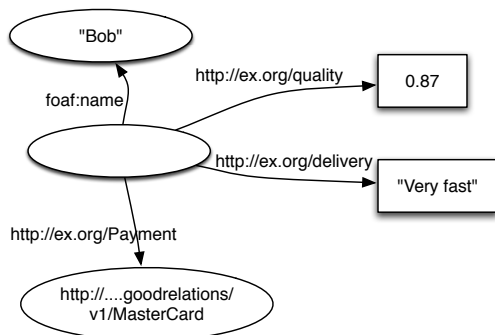 "Bob"
http://ex.org/quality
0.87
foaf:name
http://ex.org/delivery
"Very fast"
http://ex.org/Payment
http://....goodrelations/
v1/MasterCard